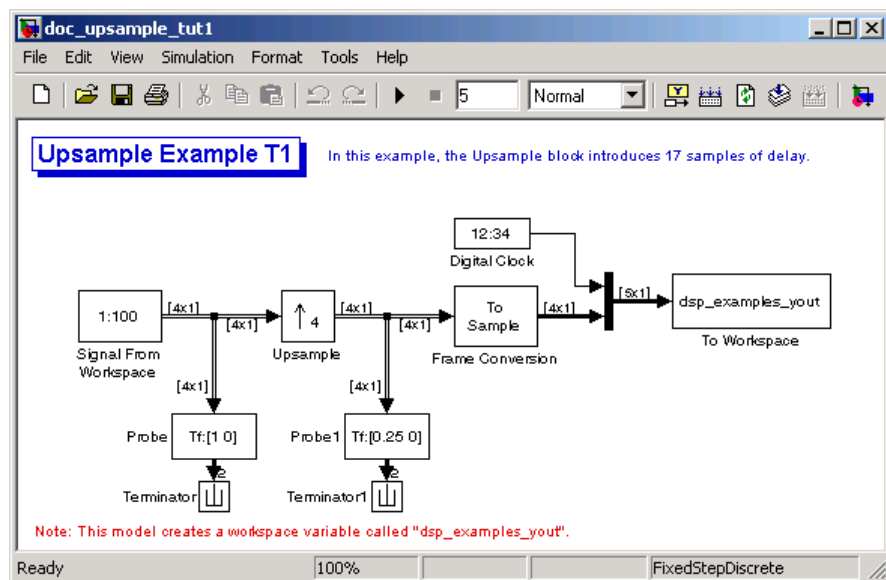 doc_upsample_tut1
File Edit View Simulation Format Tools Help
5 Normal
Upsample Example T1
In this example, the Upsample block introduces 17 samples of delay.
12:34
Digital Clock
1:100
[4x1]
[4x1]
Signal From
Workspace
4
Upsample
[4x1]
[4x1]
To
Sample
Frame Conversion
[4x1]
[5x1]
dsp_examples_yout
To Workspace
[4x1]
[4x1]
Probe
Tf:[1 0]
Probe1
Tf:[0.25 0]
2
2
Terminator
Terminator1
Note: This model creates a workspace variable called "dsp_examples_yout".
Ready 100% FixedStepDiscrete